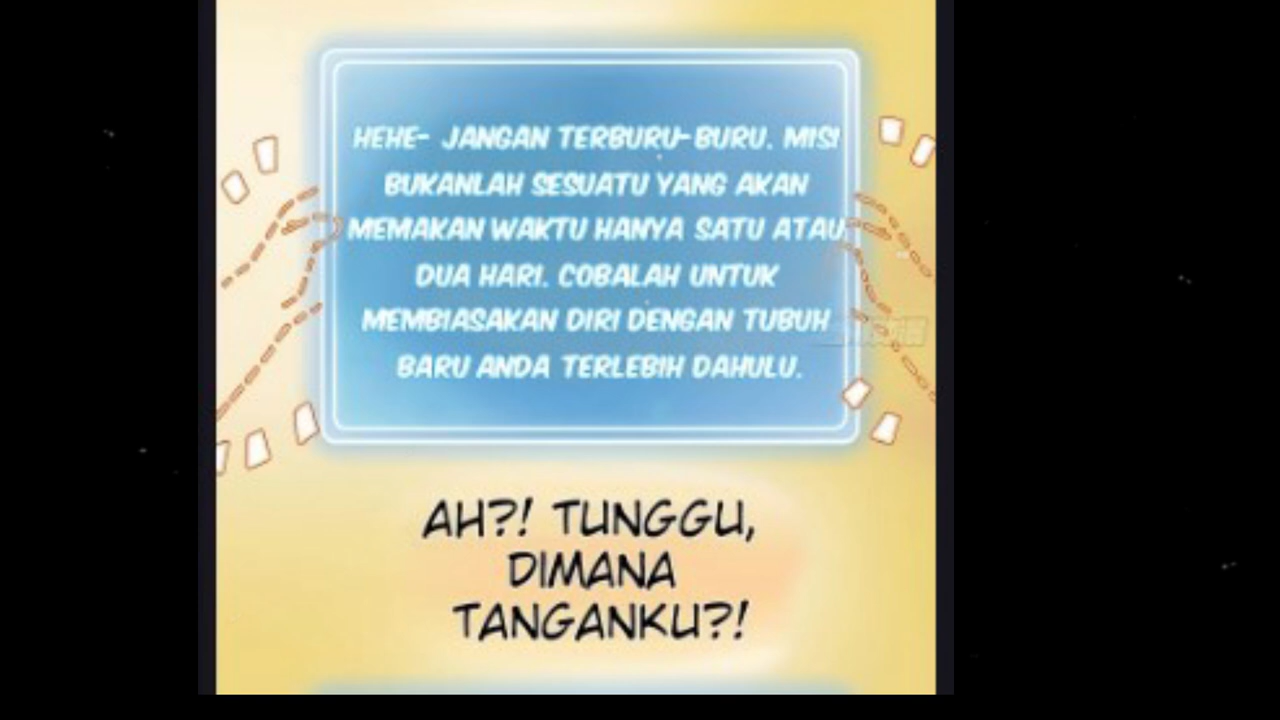 HEHE- JANGAN TERBURU-BURU. MISI
BUKANLAH SESUATU YANG AKAN
MEMAKAN WAKTU HANYA SATU ATAU
DUA HARI. COBALAH UNTUK
MEMBIASAKAN DIRI DENGAN TUBUH
BARU ANDA TERLEBIH DAHULU.
AH?! TUNGGU,
DIMANA
TANGANKU?!